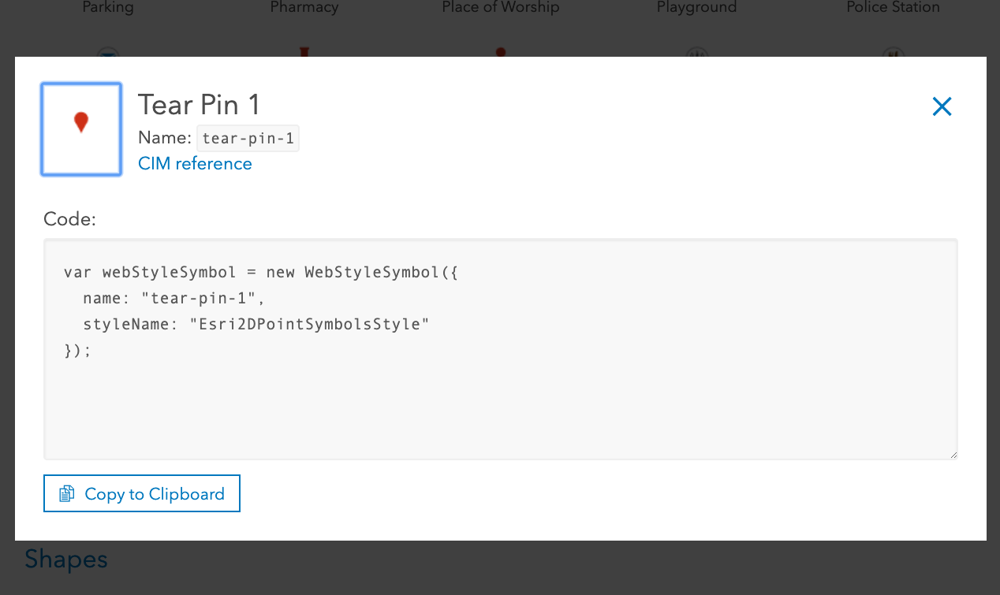 Parking Pharmacy Place of Worship Playground Police Station
Tear Pin 1
Name: tear-pin-1
CIM reference
Code:
var webStyleSymbol = new WebStyleSymbol({
  name: "tear-pin-1",
  styleName: "Esri2DPointSymbolsStyle"
});
Copy to Clipboard
Shapes